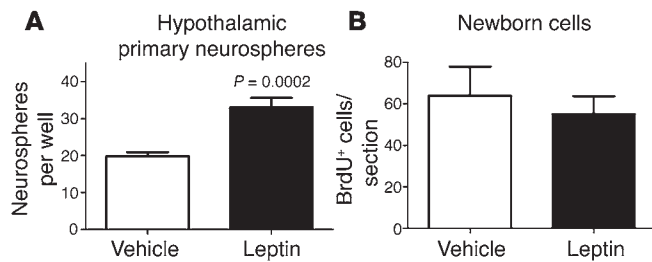 A
Hypothalamic
primary neurospheres
Neurospheres
per well
40
30
20
10
0
P = 0.0002
Vehicle
Leptin
B
Newborn cells
BrdU⁺ cells/
section
80
60
40
20
0
Vehicle
Leptin